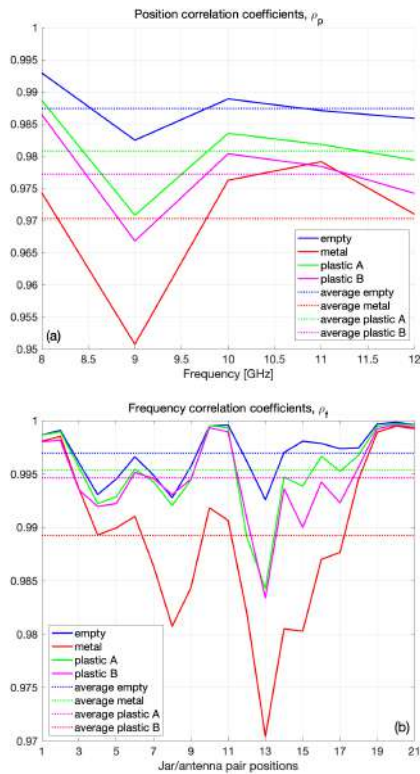 Position correlation coefficients, ρp
1
0.995
0.99
0.985
0.98
0.975
0.97
0.965
0.96
0.955
0.95
empty
metal
plastic A
plastic B
average empty
average metal
average plastic A
average plastic B
(a)
8 8.5 9 9.5 10 10.5 11 11.5 12
Frequency [GHz]
Frequency correlation coefficients, ρf
1
0.995
0.99
0.985
0.98
0.975
0.97
empty
metal
plastic A
plastic B
average empty
average metal
average plastic A
average plastic B
(b)
1 3 5 7 9 11 13 15 17 19 21
Jar/antenna pair positions